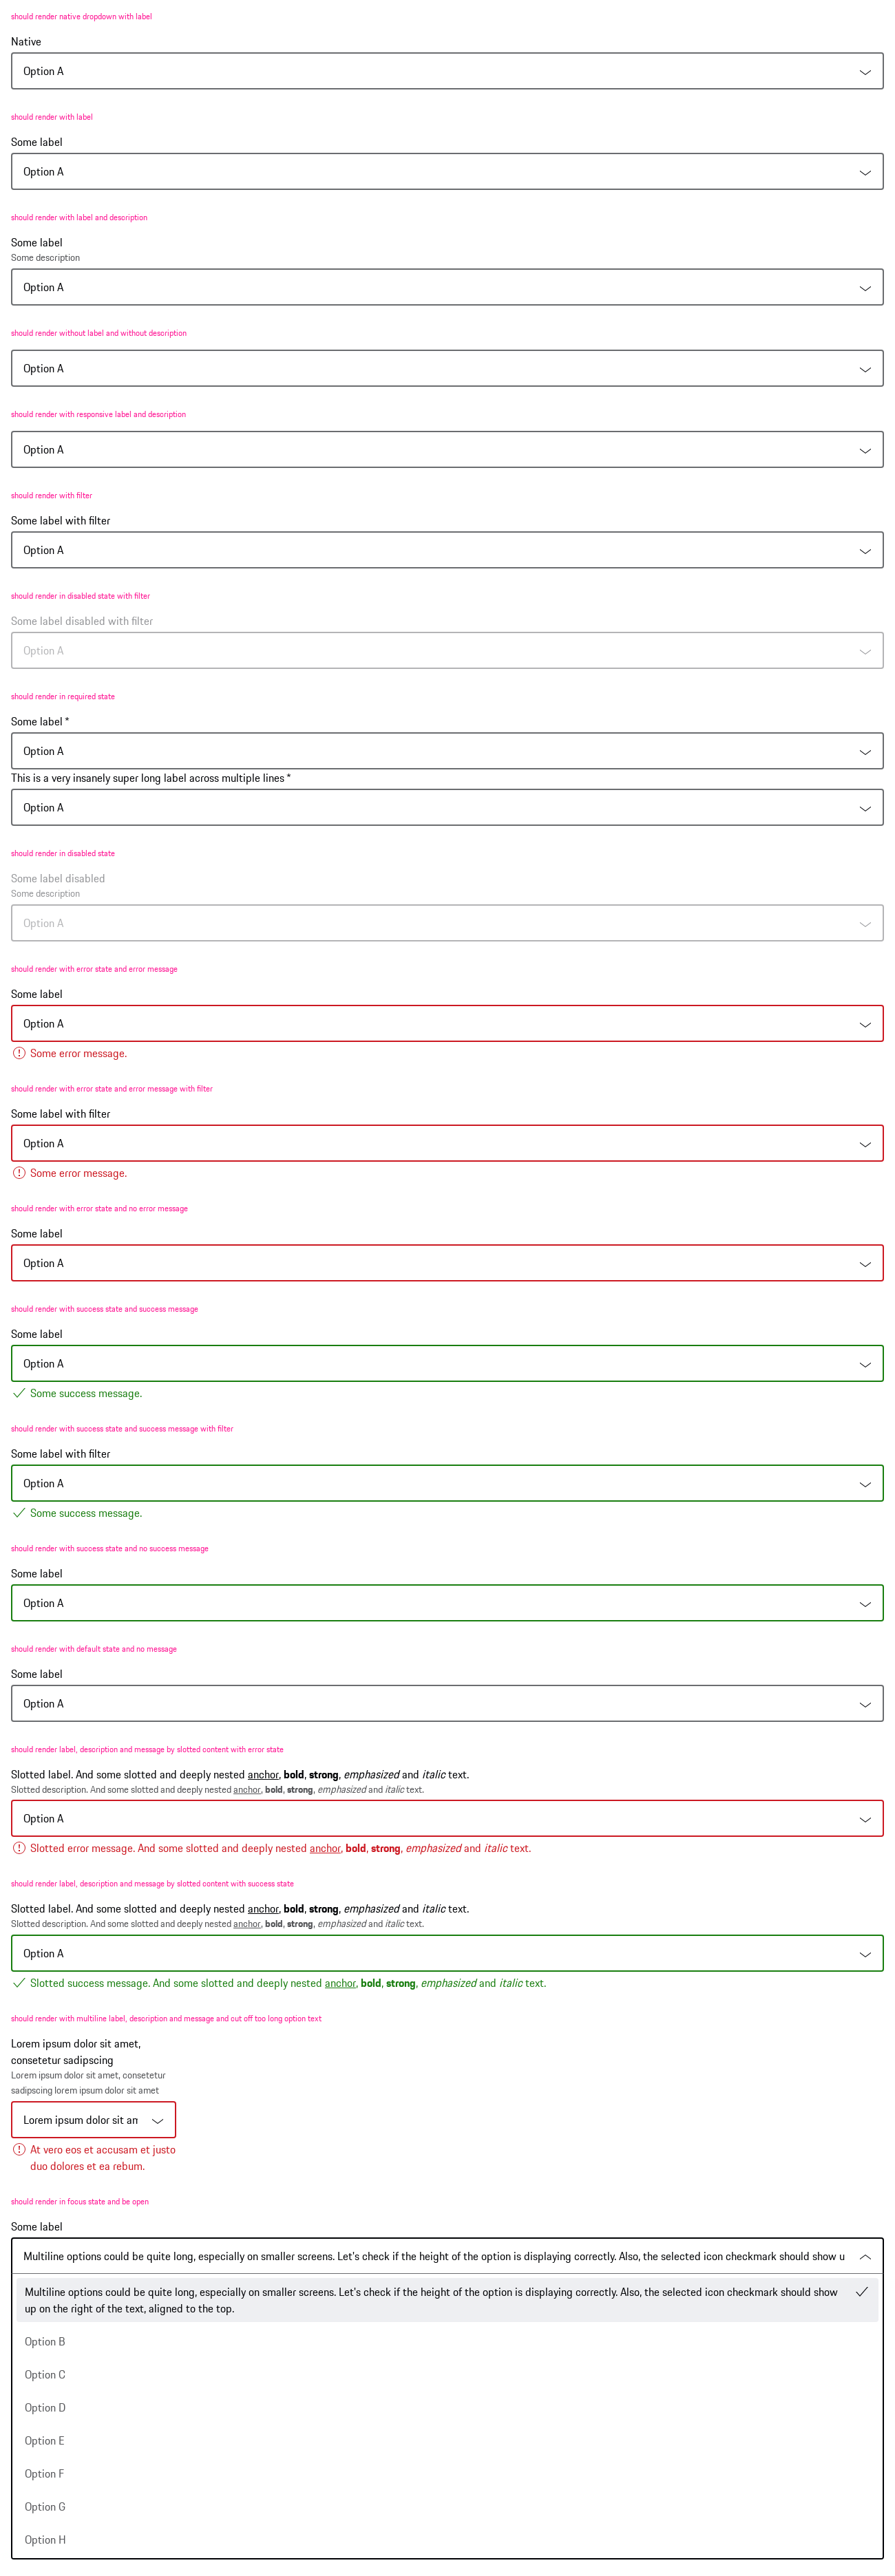 should render native dropdown with label
Native
Option A
should render with label
Some label
Option A
should render with label and description
Some label
Some description
Option A
should render without label and without description
Option A
should render with responsive label and description
Option A
should render with filter
Some label with filter
Option A
should render in disabled state with filter
Some label disabled with filter
Option A
should render in required state
Some label *
Option A
This is a very insanely super long label across multiple lines *
Option A
should render in disabled state
Some label disabled
Some description
Option A
should render with error state and error message
Some label
Option A
Some error message.
should render with error state and error message with filter
Some label with filter
Option A
Some error message.
should render with error state and no error message
Some label
Option A
should render with success state and success message
Some label
Option A
Some success message.
should render with success state and success message with filter
Some label with filter
Option A
Some success message.
should render with success state and no success message
Some label
Option A
should render with default state and no message
Some label
Option A
should render label, description and message by slotted content with error state
Slotted label. And some slotted and deeply nested anchor, bold, strong, emphasized and italic text.
Slotted description. And some slotted and deeply nested anchor, bold, strong, emphasized and italic text.
Option A
Slotted error message. And some slotted and deeply nested anchor, bold, strong, emphasized and italic text.
should render label, description and message by slotted content with success state
Slotted label. And some slotted and deeply nested anchor, bold, strong, emphasized and italic text.
Slotted description. And some slotted and deeply nested anchor, bold, strong, emphasized and italic text.
Option A
Slotted success message. And some slotted and deeply nested anchor, bold, strong, emphasized and italic text.
should render with multiline label, description and message and cut off too long option text
Lorem ipsum dolor sit amet,
consetetur sadipscing
Lorem ipsum dolor sit amet, consetetur
sadipscing lorem ipsum dolor sit amet
Lorem ipsum dolor sit am
At vero eos et accusam et justo
duo dolores et ea rebum.
should render in focus state and be open
Some label
Multiline options could be quite long, especially on smaller screens. Let's check if the height of the option is displaying correctly. Also, the selected icon checkmark should show u
Multiline options could be quite long, especially on smaller screens. Let's check if the height of the option is displaying correctly. Also, the selected icon checkmark should show
up on the right of the text, aligned to the top.
Option B
Option C
Option D
Option E
Option F
Option G
Option H